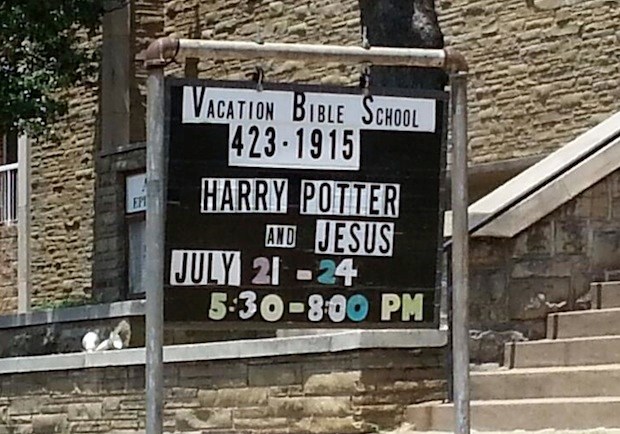 VACATION BIBLE SCHOOL
423-1915
HARRY POTTER
AND JESUS
JULY 21-24
5:30-8:00 PM